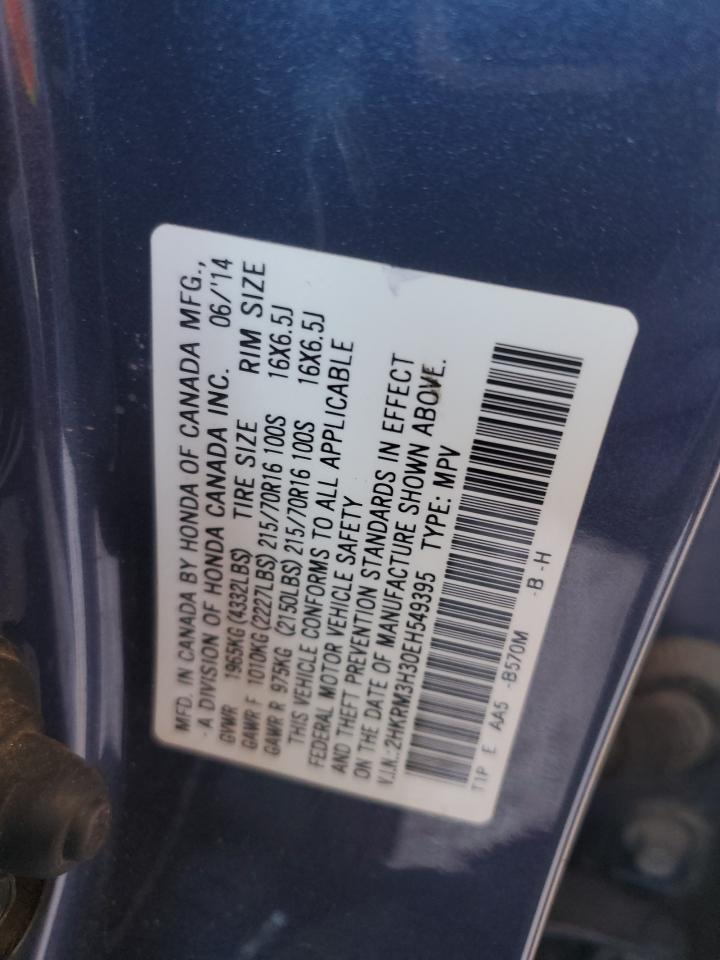 MFD. IN CANADA BY HONDA OF CANADA MFG.,
- A DIVISION OF HONDA CANADA INC. 06/'14
GVWR 1965KG (4332LBS) TIRE SIZE RIM SIZE
GAWR F 1010KG (2227LBS) 215/70R16 100S 16X6.5J
GAWR R 975KG (2150LBS) 215/70R16 100S 16X6.5J
THIS VEHICLE CONFORMS TO ALL APPLICABLE
FEDERAL MOTOR VEHICLE SAFETY
AND THEFT PREVENTION STANDARDS IN EFFECT
ON THE DATE OF MANUFACTURE SHOWN ABOVE.
V.I.N.:2HKRM3H30EH549395 TYPE: MPV
T1P E AA5 -B570M -B -H